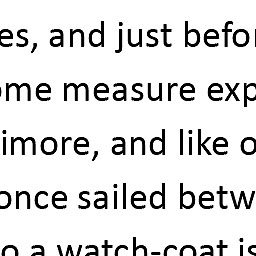 es, and just befor
ome measure exp
imore, and like o
once sailed betw
o a watch-coat is